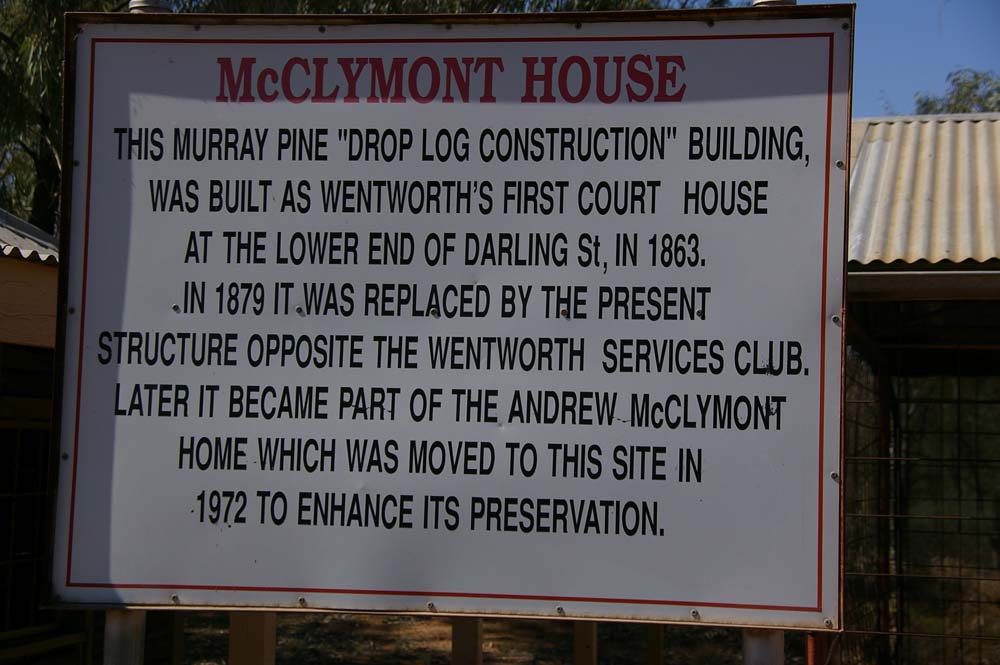 McCLYMONT HOUSE
THIS MURRAY PINE "DROP LOG CONSTRUCTION" BUILDING,
WAS BUILT AS WENTWORTH'S FIRST COURT HOUSE
AT THE LOWER END OF DARLING St, IN 1863.
IN 1879 IT WAS REPLACED BY THE PRESENT
STRUCTURE OPPOSITE THE WENTWORTH SERVICES CLUB.
LATER IT BECAME PART OF THE ANDREW McCLYMONT
HOME WHICH WAS MOVED TO THIS SITE IN
1972 TO ENHANCE ITS PRESERVATION.